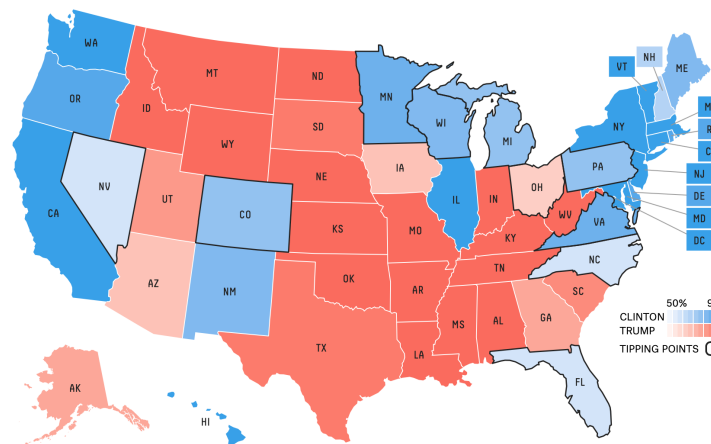 WA
OR
CA
NV
ID
MT
WY
UT
AZ
CO
NM
ND
SD
NE
KS
OK
TX
MN
IA
MO
AR
LA
WI
IL
MI
IN
OH
KY
TN
MS
AL
GA
FL
SC
NC
VA
WV
PA
NY
VT
NH
ME
NJ
DE
MD
DC
AK
HI
50%
CLINTON
TRUMP
TIPPING POINTS